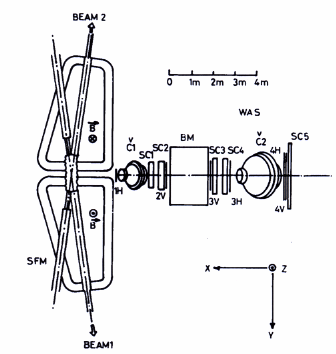 BEAM 2
0 1m 2m 3m 4m
WAS
B
V
C1
SC1
SC2
BM
SC3
SC4
V
C2
4H
SC5
1H
2V
3V
3H
4V
B
SFM
X
Z
Y
BEAM1